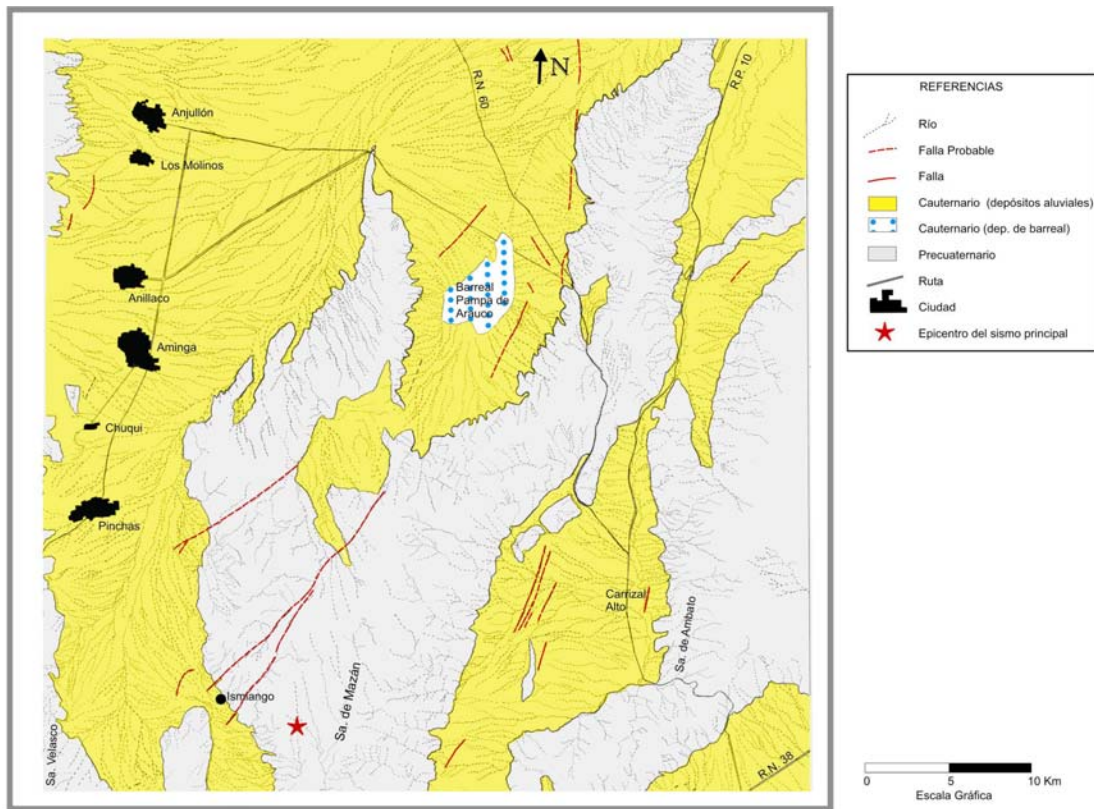 Anjullón
Los Molinos
Anillaco
Aminga
Chuqui
Pinchas
Ismiango
Sa. Velasco
Sa. de Mazán
Barreal
Pampa de
Arauco
N
R.N. 60
R.P. 10
Carrizal
Alto
Sa. de Ambato
R.N. 38
REFERENCIAS
Río
Falla Probable
Falla
Cauternario (depósitos aluviales)
Cauternario (dep. de barreal)
Precuaternario
Ruta
Ciudad
Epicentro del sismo principal
0 5 10 Km
Escala Gráfica